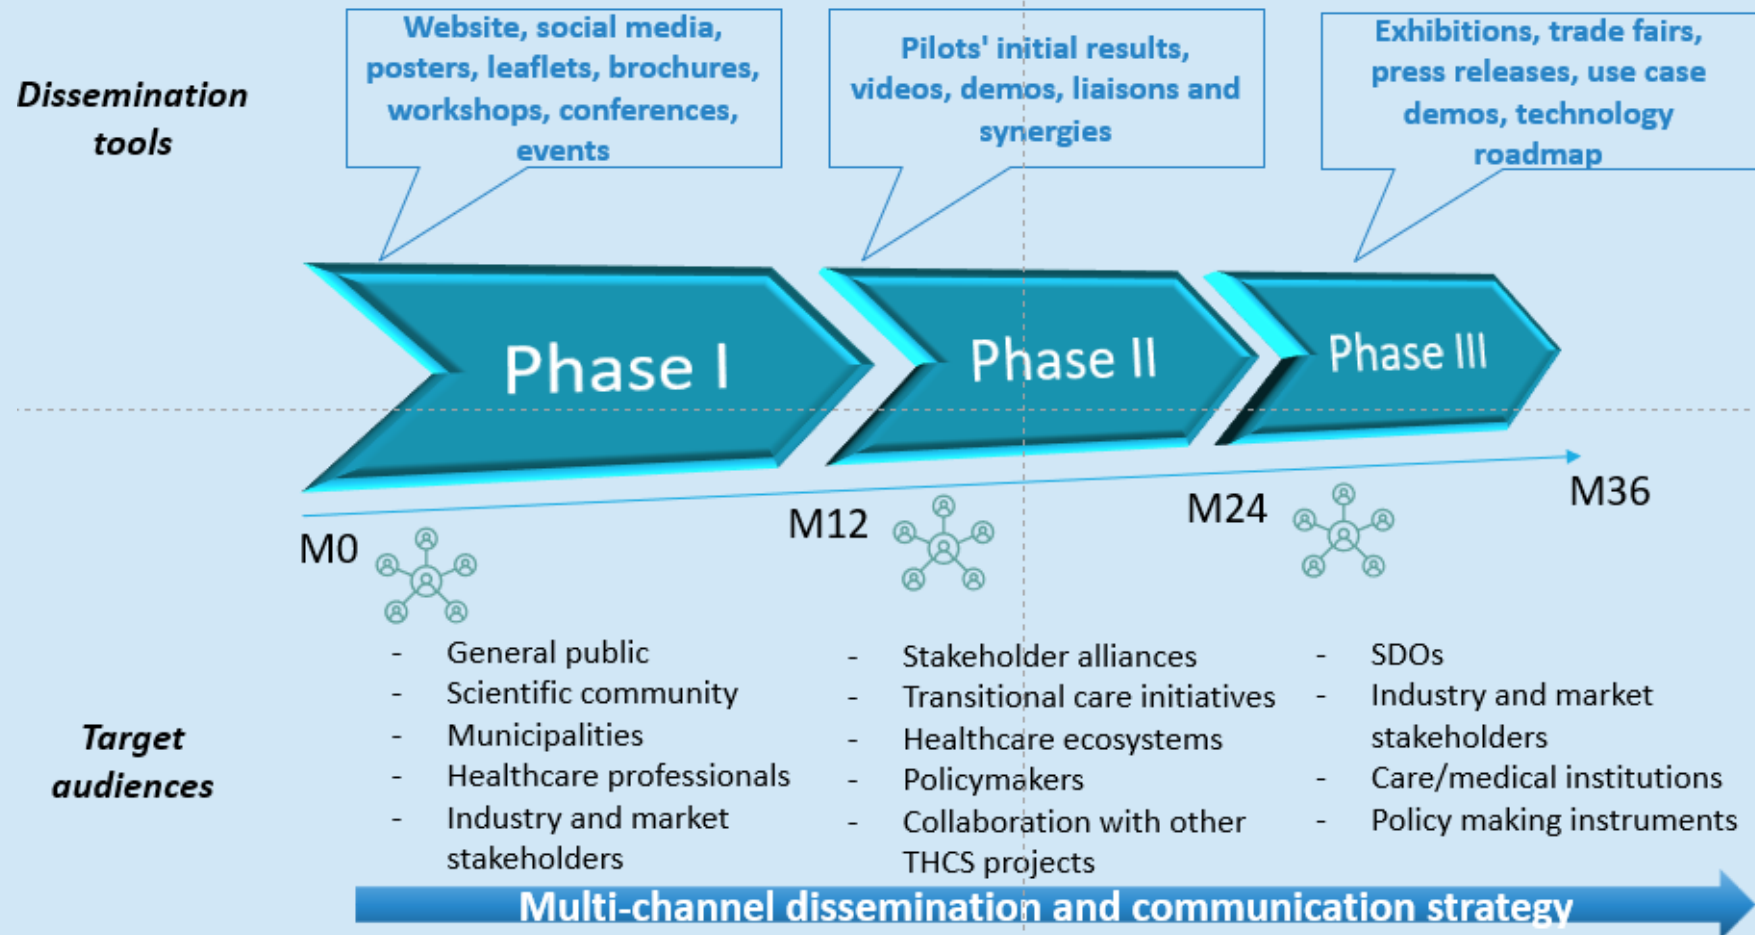 Dissemination
tools
Website, social media,
posters, leaflets, brochures,
workshops, conferences,
events
Pilots' initial results,
videos, demos, liaisons and
synergies
Exhibitions, trade fairs,
press releases, use case
demos, technology
roadmap
Phase I
Phase II
Phase III
M0
M12
M24
M36
Target
audiences
- General public
- Scientific community
- Municipalities
- Healthcare professionals
- Industry and market
stakeholders
- Stakeholder alliances
- Transitional care initiatives
- Healthcare ecosystems
- Policymakers
- Collaboration with other
THCS projects
- SDOs
- Industry and market
stakeholders
- Care/medical institutions
- Policy making instruments
Multi-channel dissemination and communication strategy